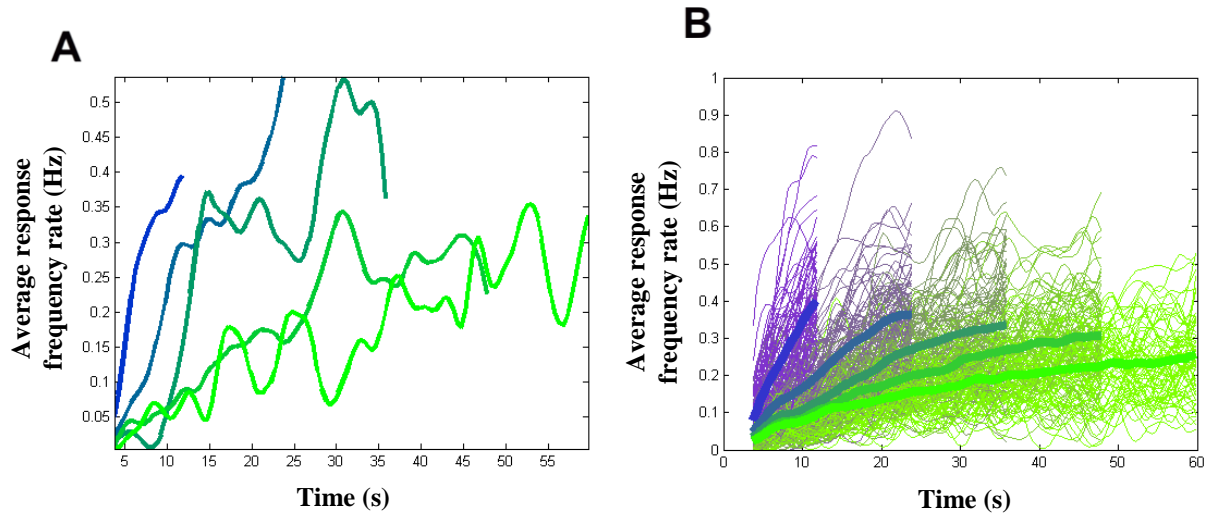 A
Average response
frequency rate (Hz)
0.5
0.45
0.4
0.35
0.3
0.25
0.2
0.15
0.1
0.05
5 10 15 20 25 30 35 40 45 50 55
Time (s)
B
Average response
frequency rate (Hz)
1
0.9
0.8
0.7
0.6
0.5
0.4
0.3
0.2
0.1
0
0 10 20 30 40 50 60
Time (s)